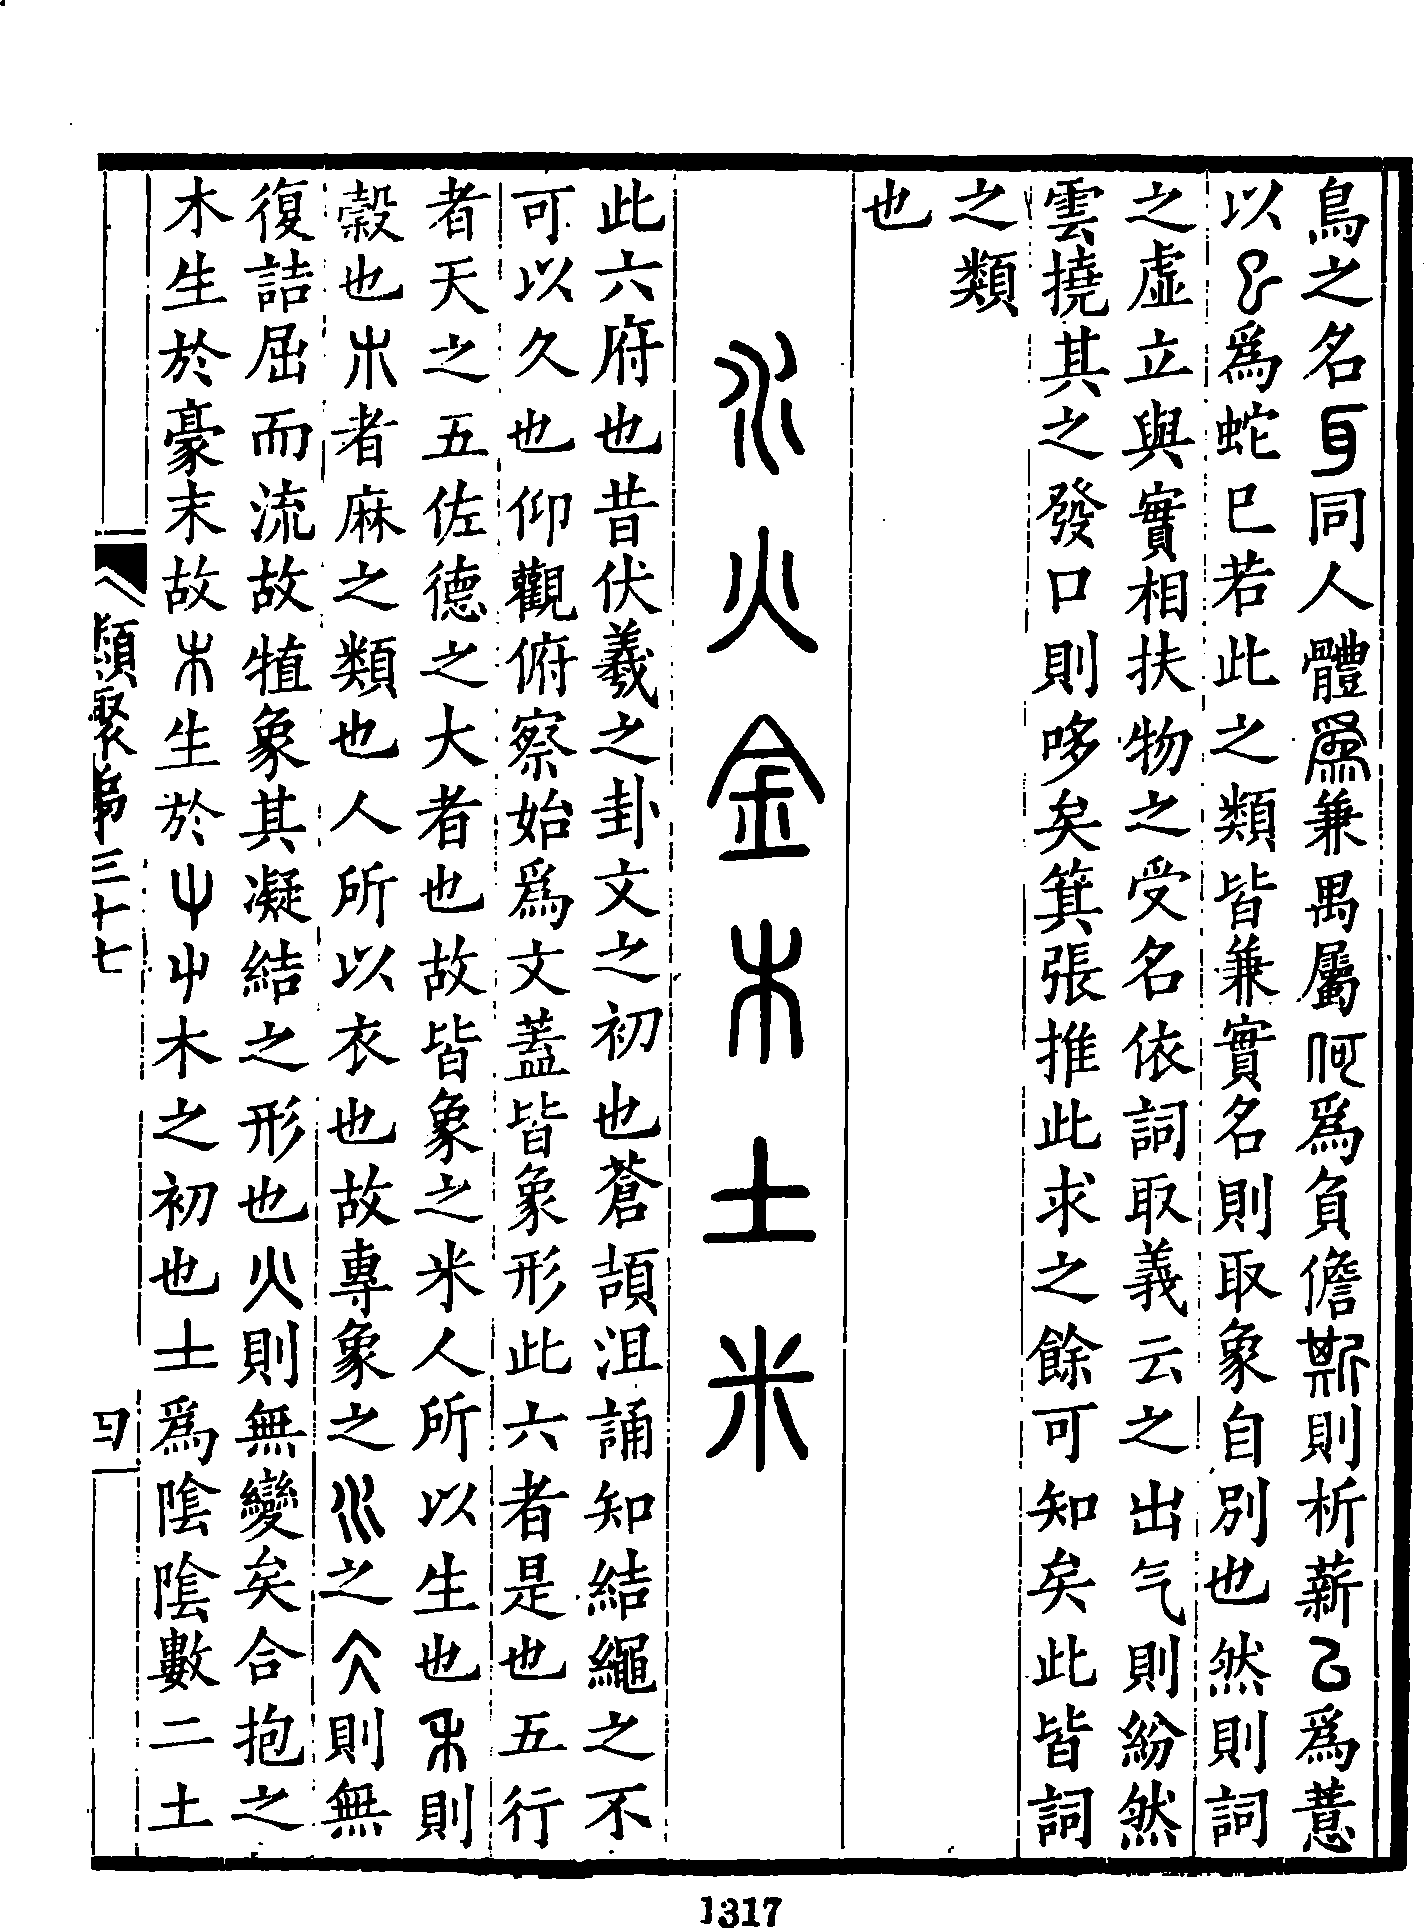 鳥之名同人體爲兼禺屬何爲負儋斯則析薪㠯爲薏
以爲蛇巳若此之類皆兼實名則取象自別也然則詞
之虛立與實相扶物之受名依詞取義云之出气則紛然
雲撓其之發口則哆矣箕張推此求之餘可知矣此皆詞
之類
也
水火金木土米
此六府也昔伏羲之卦文之初也蒼頡沮誦知結繩之不
可以久也仰觀俯察始爲文蓋皆象形此六者是也五行
者天之五佐德之大者也故皆象之米人所以生也禾則
穀也朩者麻之類也人所以衣也故專象之水之仌則無
復詰屈而流故犆象其凝結之形也火則無變矣合抱之
木生於豪末故木生於屮屮木之初也土爲陰陰數二土
類聚第三十七
四
1317